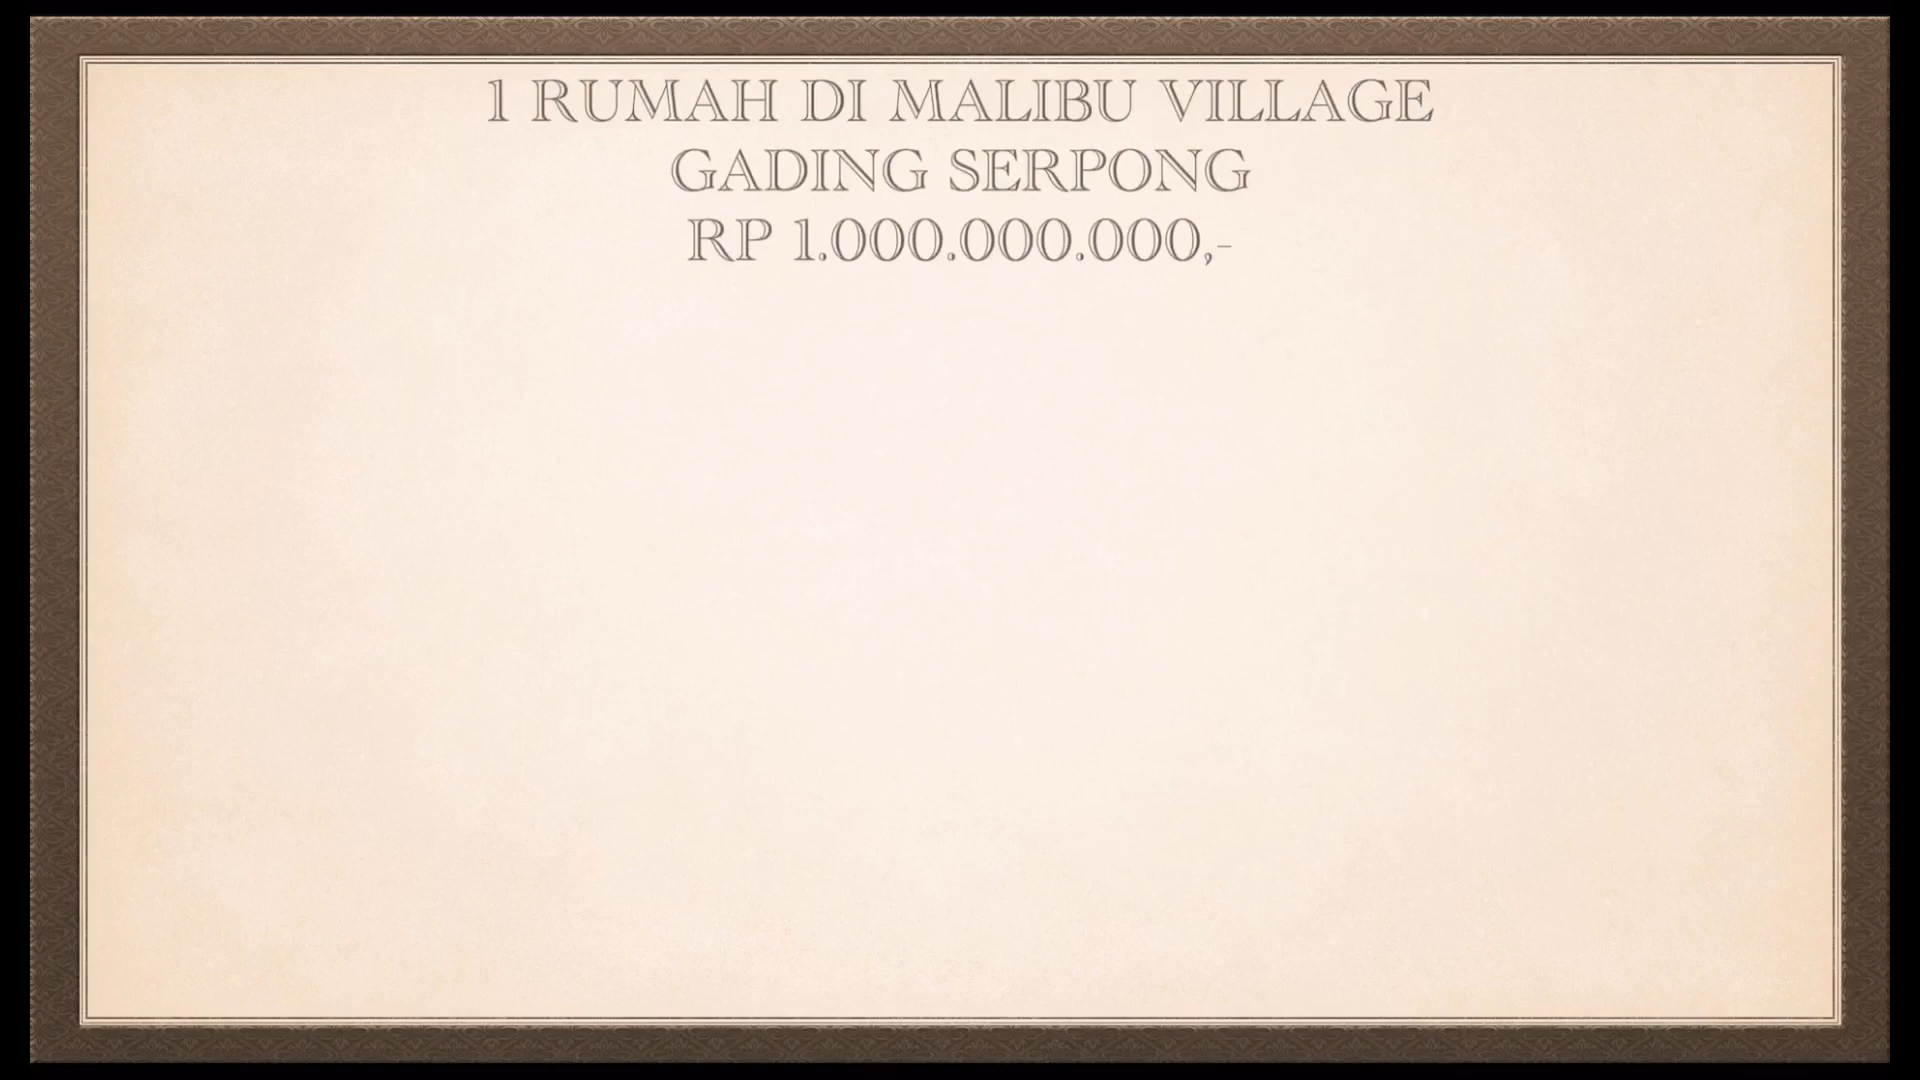 1 RUMAH DI MALIBU VILLAGE
GADING SERPONG
RP 1.000.000.000,-